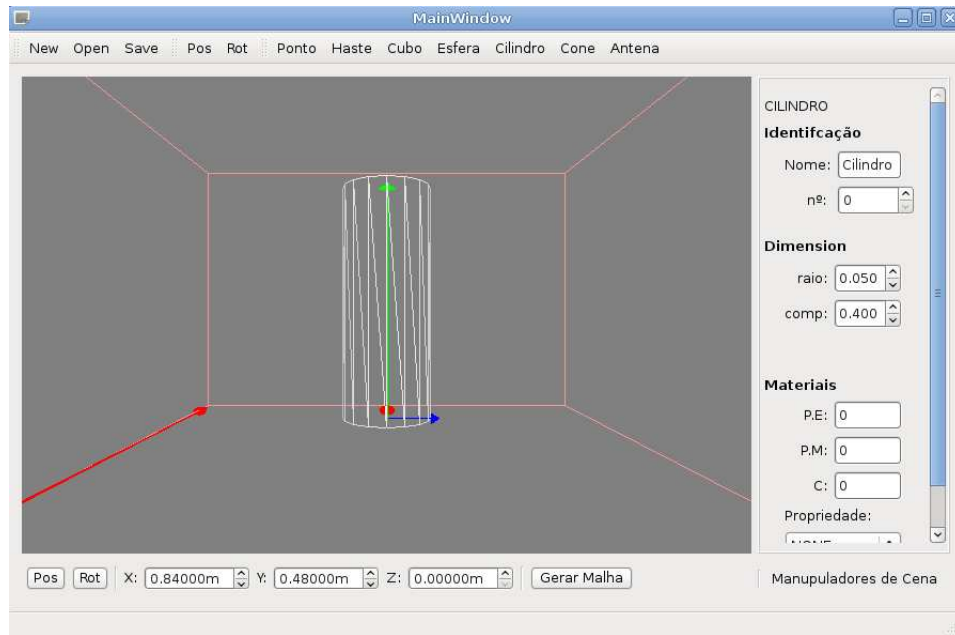 MainWindow
New Open Save Pos Rot Ponto Haste Cubo Esfera Cilindro Cone Antena
CILINDRO
Identifcação
Nome: Cilindro
nº: 0
Dimension
raio: 0.050
comp: 0.400
Materiais
P.E: 0
P.M: 0
C: 0
Propriedade:
NONE
Pos Rot X: 0.84000m Y: 0.48000m Z: 0.00000m Gerar Malha Manupuladores de Cena